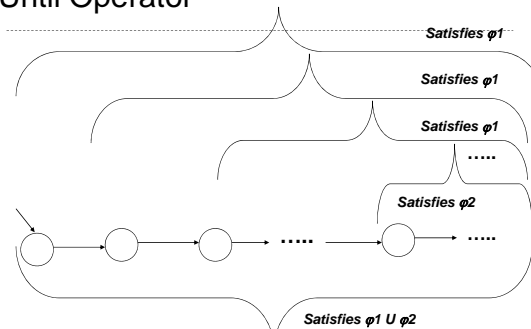 Until Operator
Satisfies φ1
Satisfies φ1
Satisfies φ1
.....
Satisfies φ2
.....
.....
Satisfies φ1 U φ2